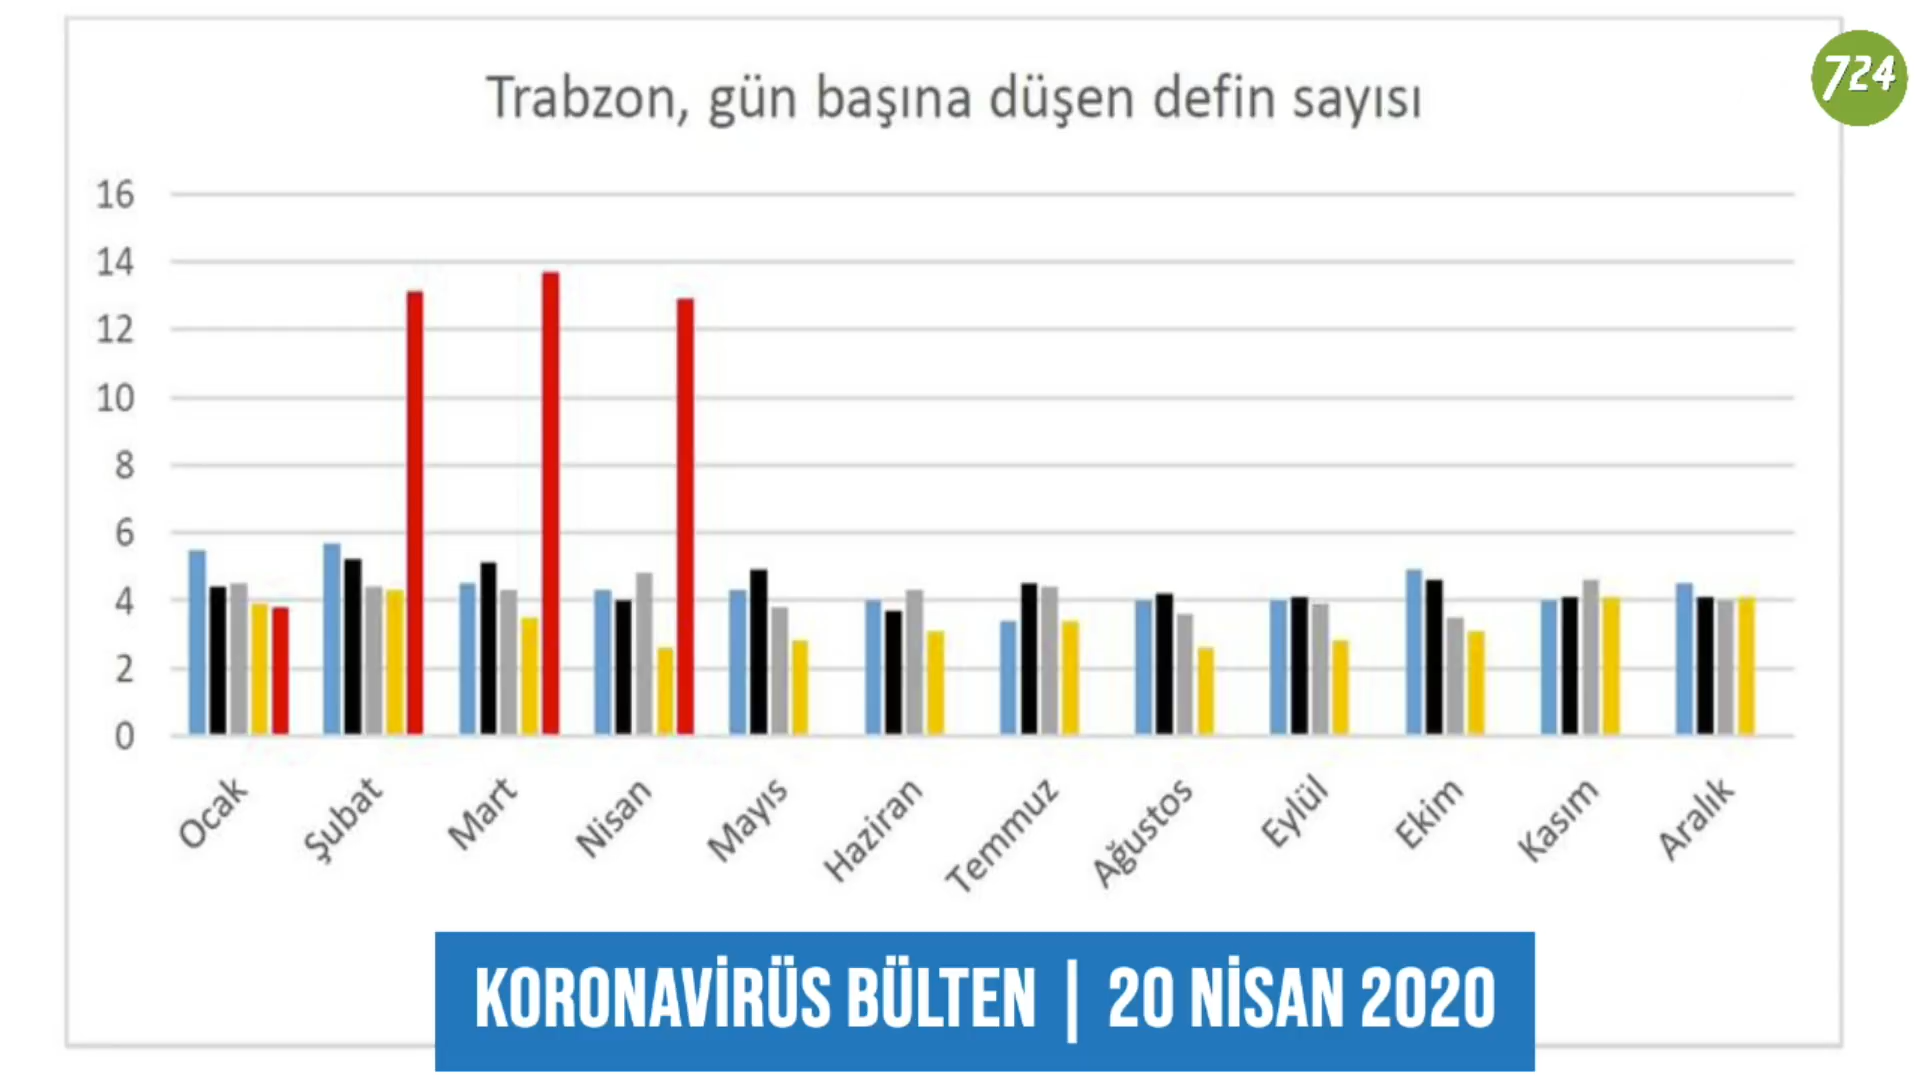 724
Trabzon, gün başına düşen defin sayısı
16
14
12
10
8
6
4
2
0
Ocak
Şubat
Mart
Nisan
Mayıs
Haziran
Temmuz
Ağustos
Eylül
Ekim
Kasım
Aralık
KORONAVİRÜS BÜLTEN | 20 NİSAN 2020